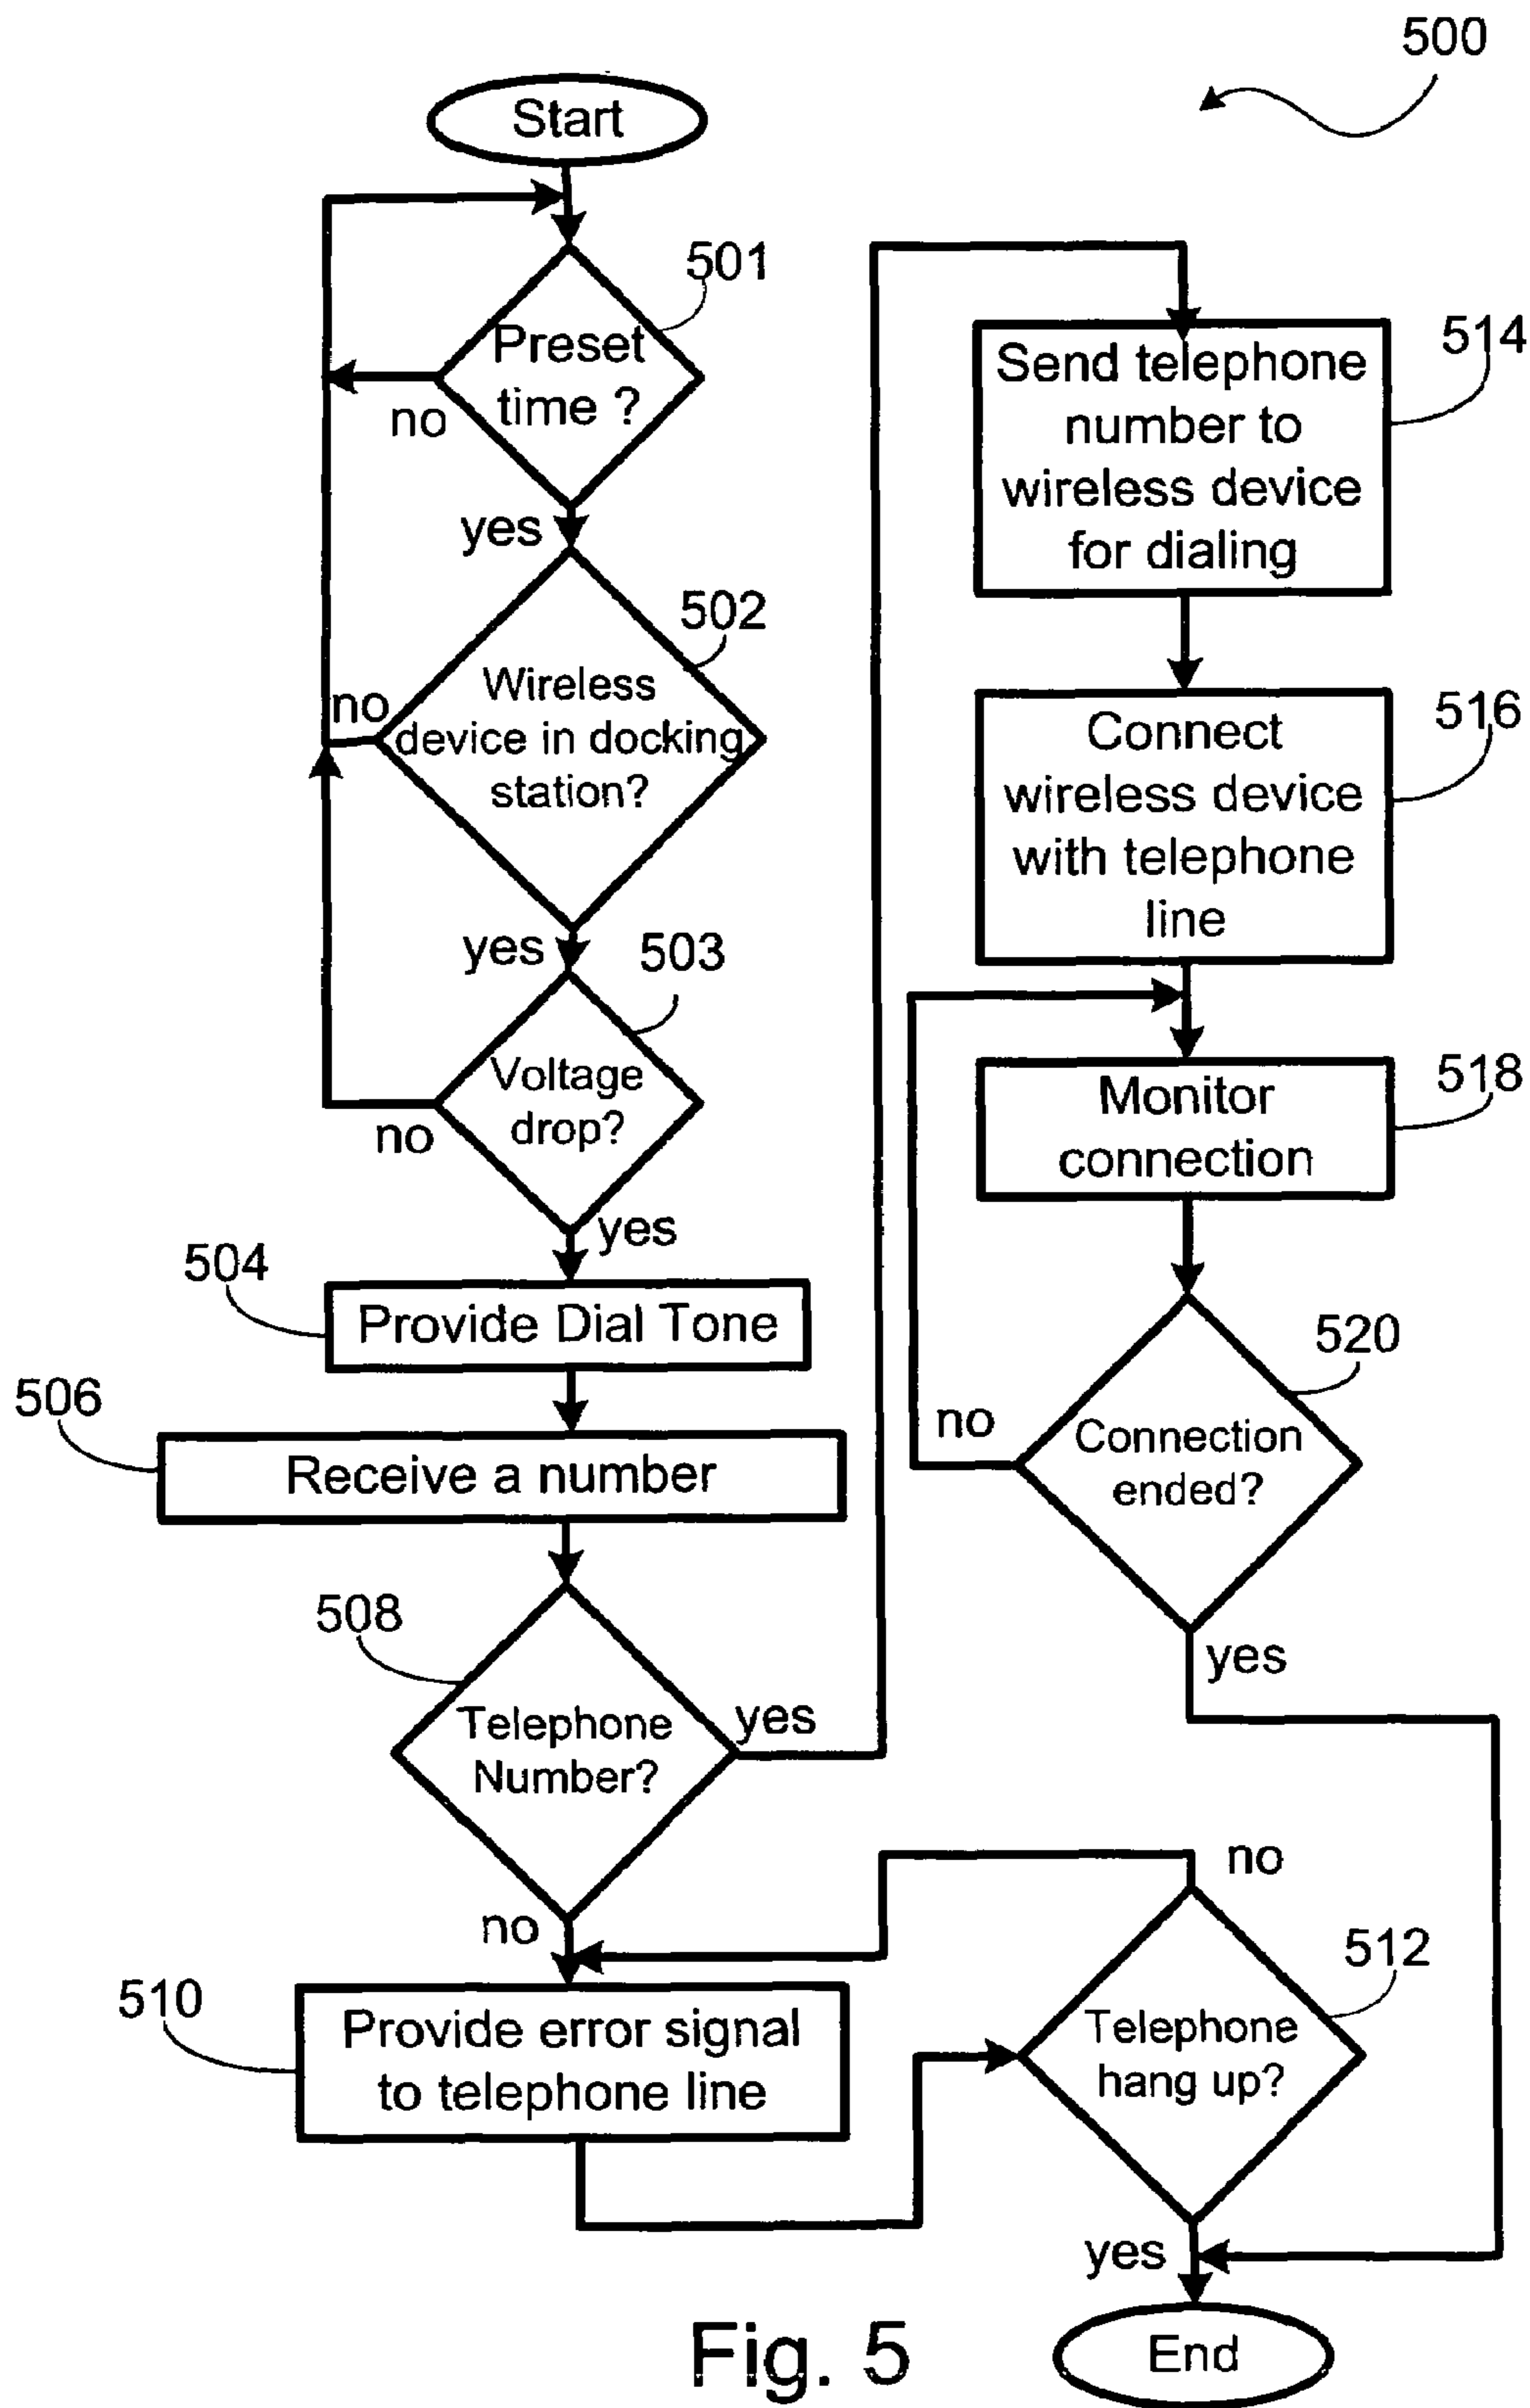 500
Start
501
Preset
time ?
no
yes
502
Wireless
device in docking
station?
no
yes
503
Voltage
drop?
no
yes
504
Provide Dial Tone
506
Receive a number
508
Telephone
Number?
yes
no
510
Provide error signal
to telephone line
514
Send telephone
number to
wireless device
for dialing
516
Connect
wireless device
with telephone
line
518
Monitor
connection
520
Connection
ended?
no
yes
no
512
Telephone
hang up?
yes
End
Fig. 5